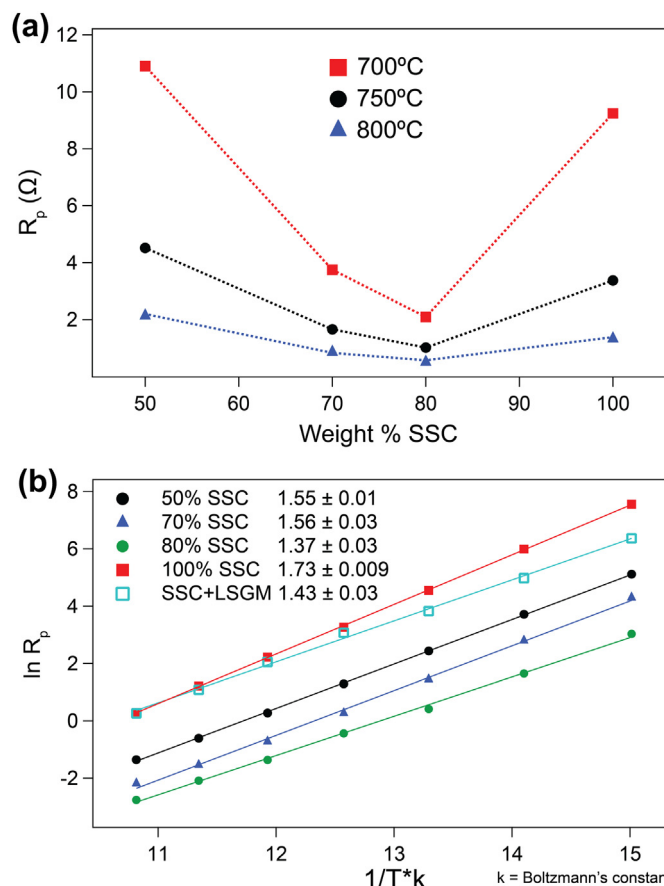 (a)
12
10
8
6
4
2
Rp (Ω)
700ºC
750ºC
800ºC
50
60
70
80
90
100
Weight % SSC
(b)
8
6
4
2
0
-2
ln Rp
50% SSC 1.55 ± 0.01
70% SSC 1.56 ± 0.03
80% SSC 1.37 ± 0.03
100% SSC 1.73 ± 0.009
SSC+LSGM 1.43 ± 0.03
11
12
13
14
15
1/T*k
k = Boltzmann's constan